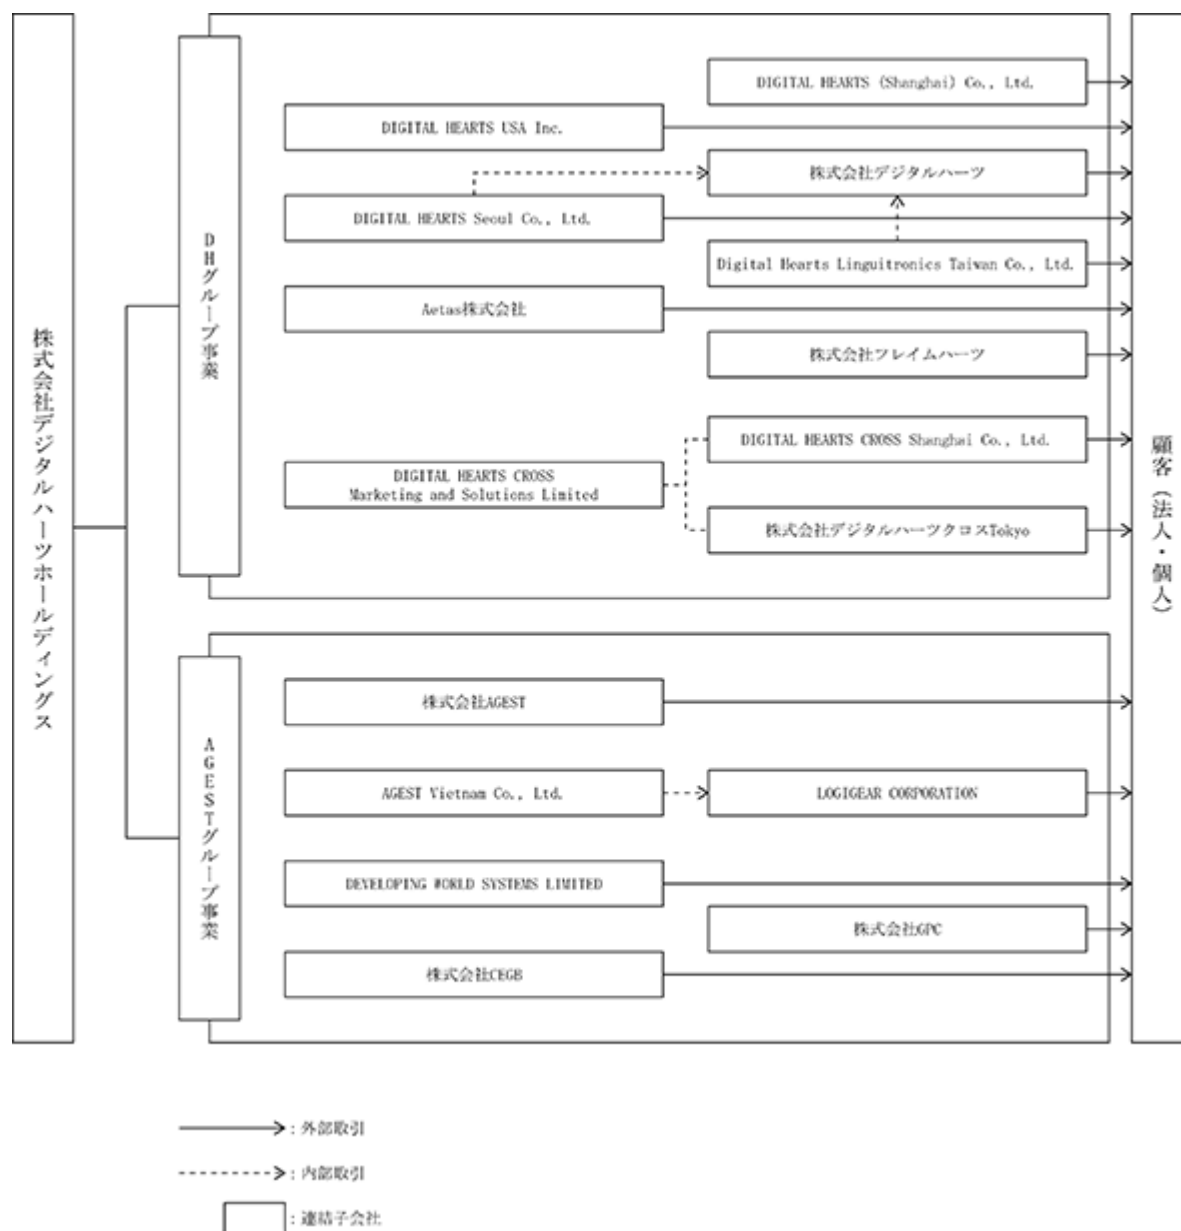 株式会社デジタルハーツホールディングス
DHグループ事業
DIGITAL HEARTS (Shanghai) Co., Ltd.
DIGITAL HEARTS USA Inc.
株式会社デジタルハーツ
DIGITAL HEARTS Seoul Co., Ltd.
Digital Hearts Linguitronics Taiwan Co., Ltd.
Aetas株式会社
株式会社フレイムハーツ
DIGITAL HEARTS CROSS Shanghai Co., Ltd.
DIGITAL HEARTS CROSS
Marketing and Solutions Limited
株式会社デジタルハーツクロスTokyo
AGESTグループ事業
株式会社AGEST
AGEST Vietnam Co., Ltd.
LOGIGEAR CORPORATION
DEVELOPING WORLD SYSTEMS LIMITED
株式会社GPC
株式会社CEGB
顧客（法人・個人）
：外部取引
：内部取引
：連結子会社